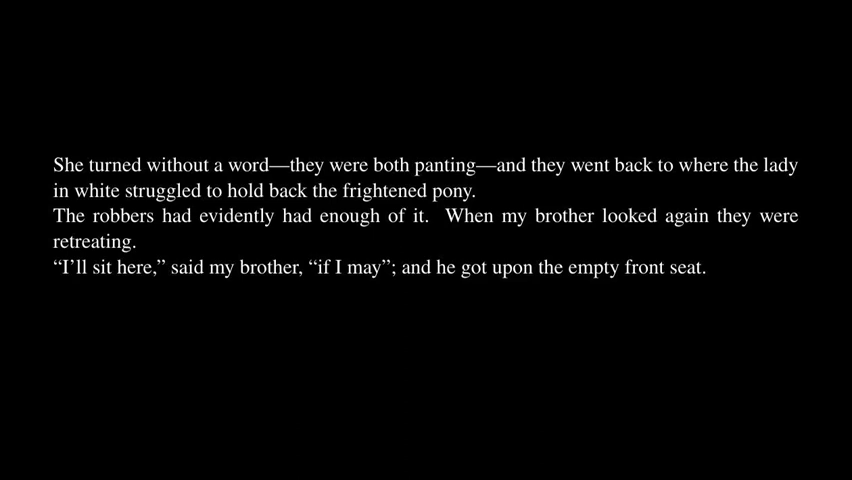 She turned without a word—they were both panting—and they went back to where the lady
in white struggled to hold back the frightened pony.
The robbers had evidently had enough of it. When my brother looked again they were
retreating.
“I’ll sit here,” said my brother, “if I may”; and he got upon the empty front seat.